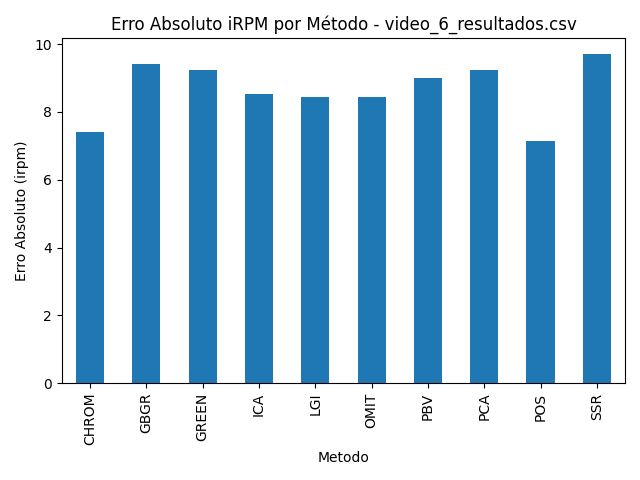 Erro Absoluto iRPM por Método - video_6_resultados.csv
Erro Absoluto (irpm)
10
8
6
4
2
0
CHROM
GBGR
GREEN
ICA
LGI
OMIT
PBV
PCA
POS
SSR
Metodo